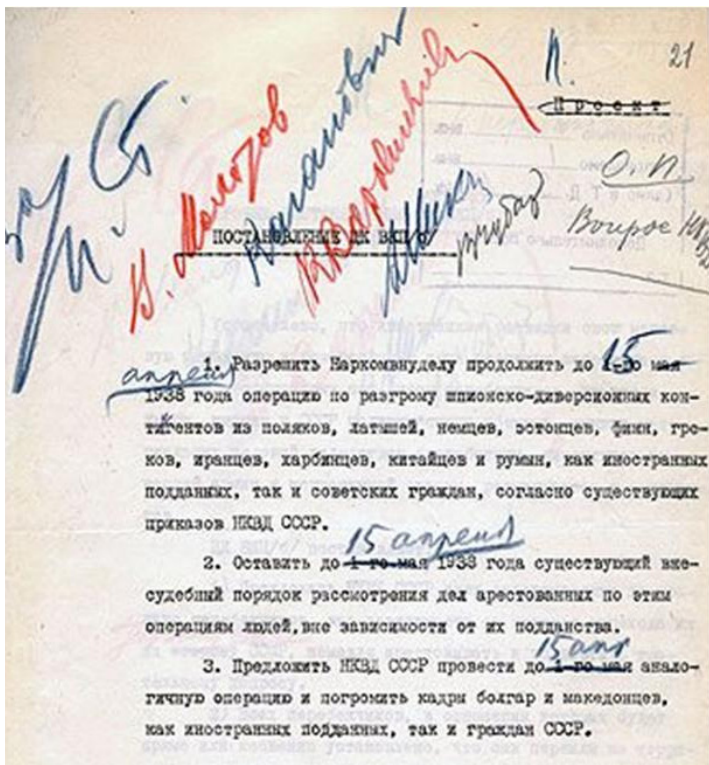 П. 21
Проект
за
И. Ст
В. Молотов
Каганович
КВорошилов
АМикоян
ВЧубарь
О.П.
Вопрос НКВД
ПОСТАНОВЛЕНИЕ ЦК ВКП/б/
15
1. Разрешить Наркомвнуделу продолжить до 1-го мая
апреля
1938 года операцию по разгрому шпионско-диверсионных кон-
тигентов из поляков, латышей, немцев, эстонцев, финн, гре-
ков, иранцев, харбинцев, китайцев и румын, как иностранных
подданных, так и советских граждан, согласно существующих
приказов НКВД СССР.
15 апреля
2. Оставить до 1-го мая 1938 года существующий вне-
судебный порядок рассмотрения дел арестованных по этим
операциям людей, вне зависимости от их подданства.
15 апр
3. Предложить НКВД СССР провести до 1-го мая анало-
гичную операцию и погромить кадры болгар и македонцев,
как иностранных подданных, так и граждан СССР.